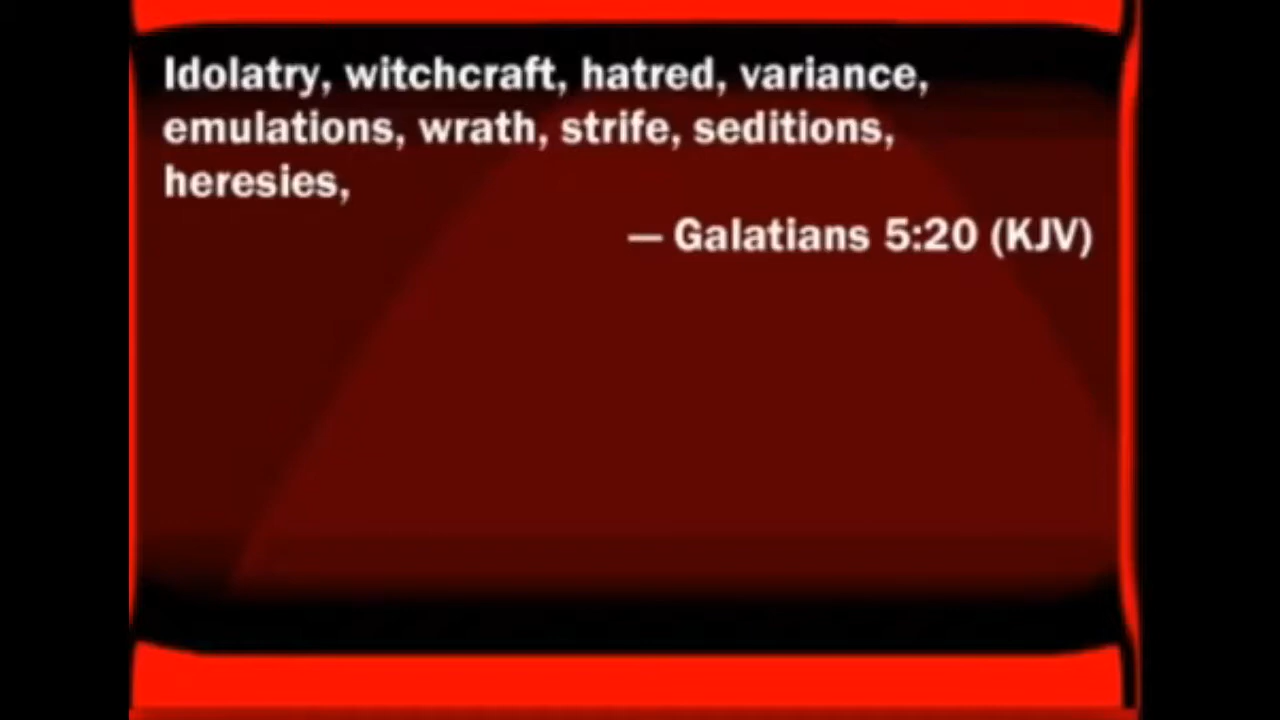 Idolatry, witchcraft, hatred, variance,
emulations, wrath, strife, seditions,
heresies,
— Galatians 5:20 (KJV)